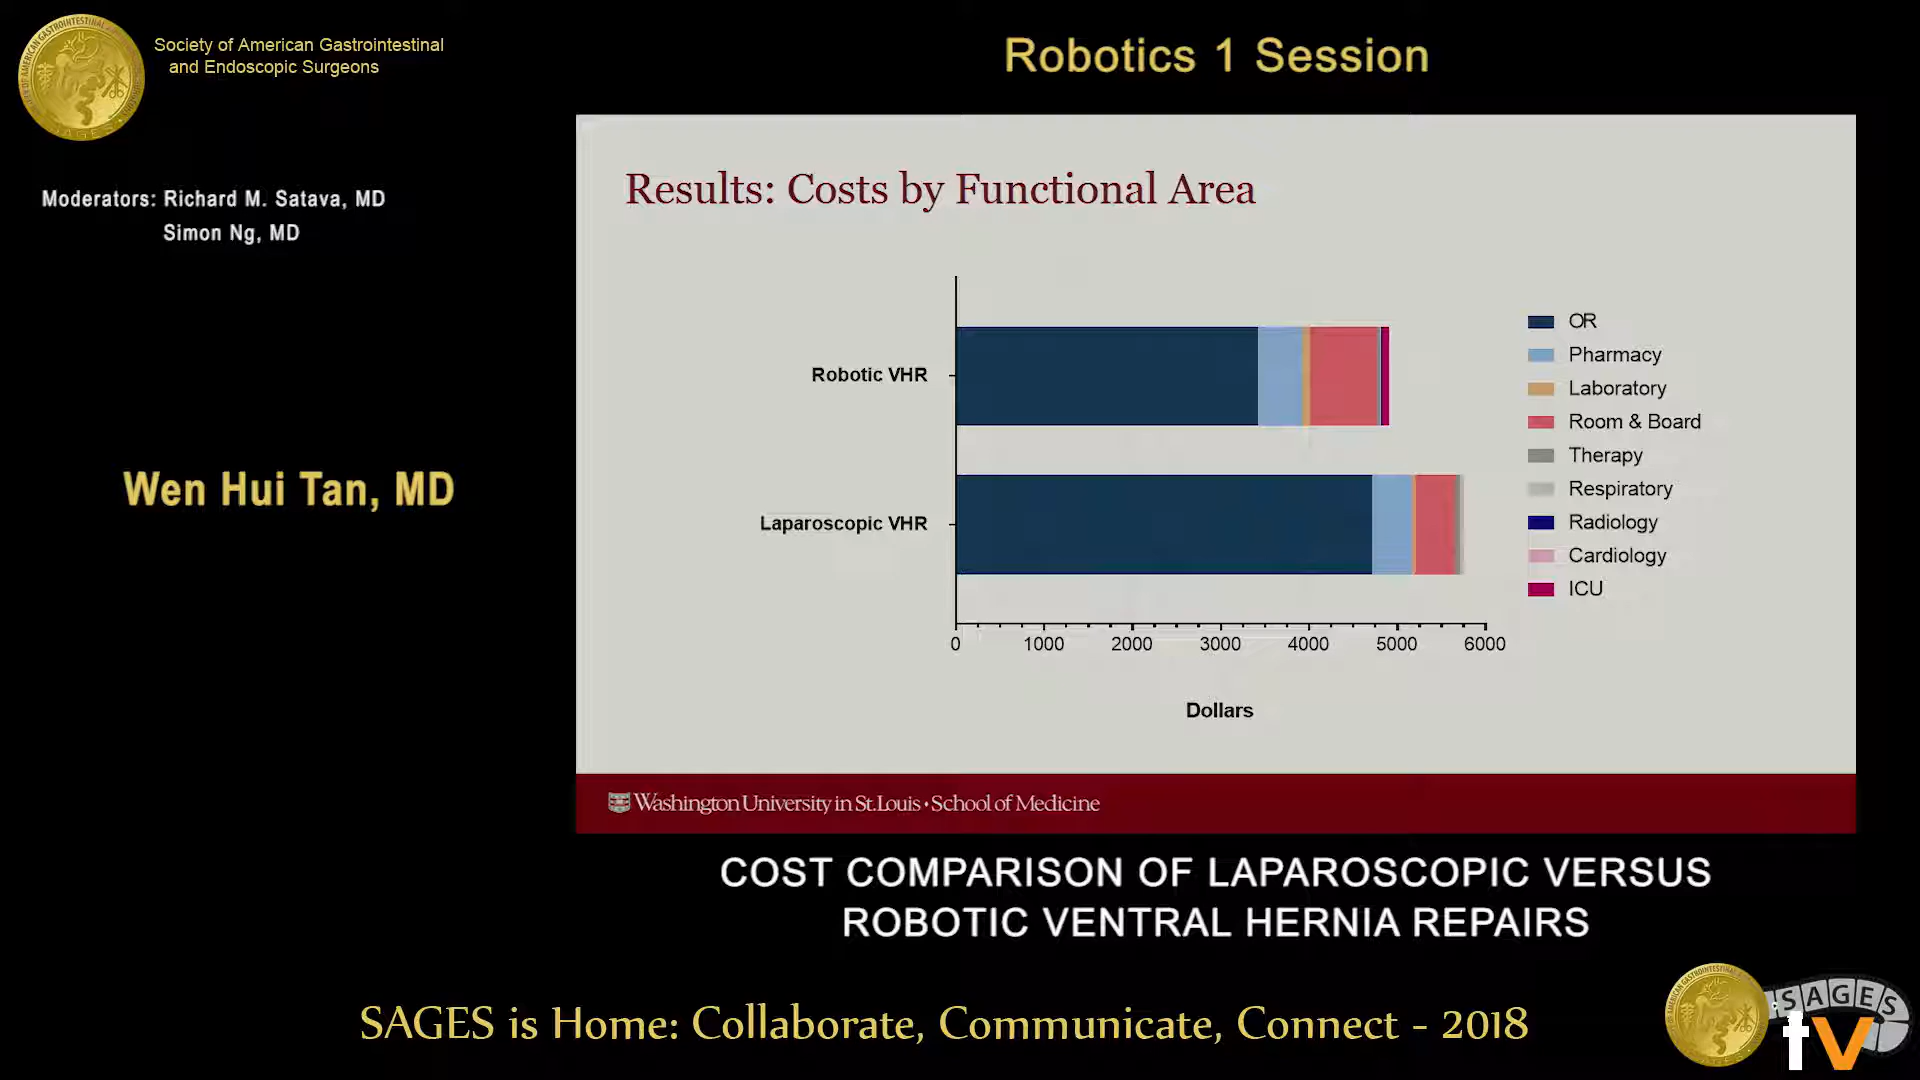 Society of American Gastrointestinal
and Endoscopic Surgeons
Robotics 1 Session
Moderators: Richard M. Satava, MD
Simon Ng, MD
Wen Hui Tan, MD
Results: Costs by Functional Area
Robotic VHR
Laparoscopic VHR
0 1000 2000 3000 4000 5000 6000
Dollars
OR
Pharmacy
Laboratory
Room & Board
Therapy
Respiratory
Radiology
Cardiology
ICU
Washington University in St. Louis • School of Medicine
COST COMPARISON OF LAPAROSCOPIC VERSUS
ROBOTIC VENTRAL HERNIA REPAIRS
SAGES is Home: Collaborate, Communicate, Connect - 2018
SAGES
tv